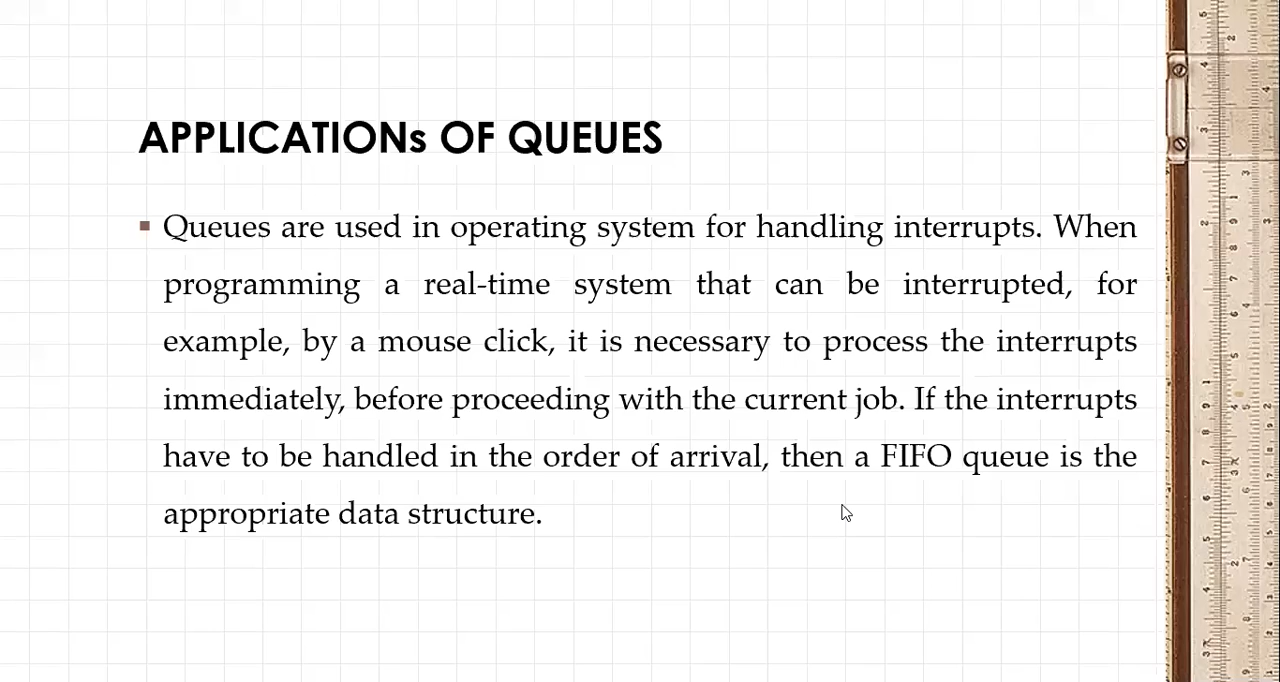 APPLICATIONs OF QUEUES
▪ Queues are used in operating system for handling interrupts. When
programming a real-time system that can be interrupted, for
example, by a mouse click, it is necessary to process the interrupts
immediately, before proceeding with the current job. If the interrupts
have to be handled in the order of arrival, then a FIFO queue is the
appropriate data structure.